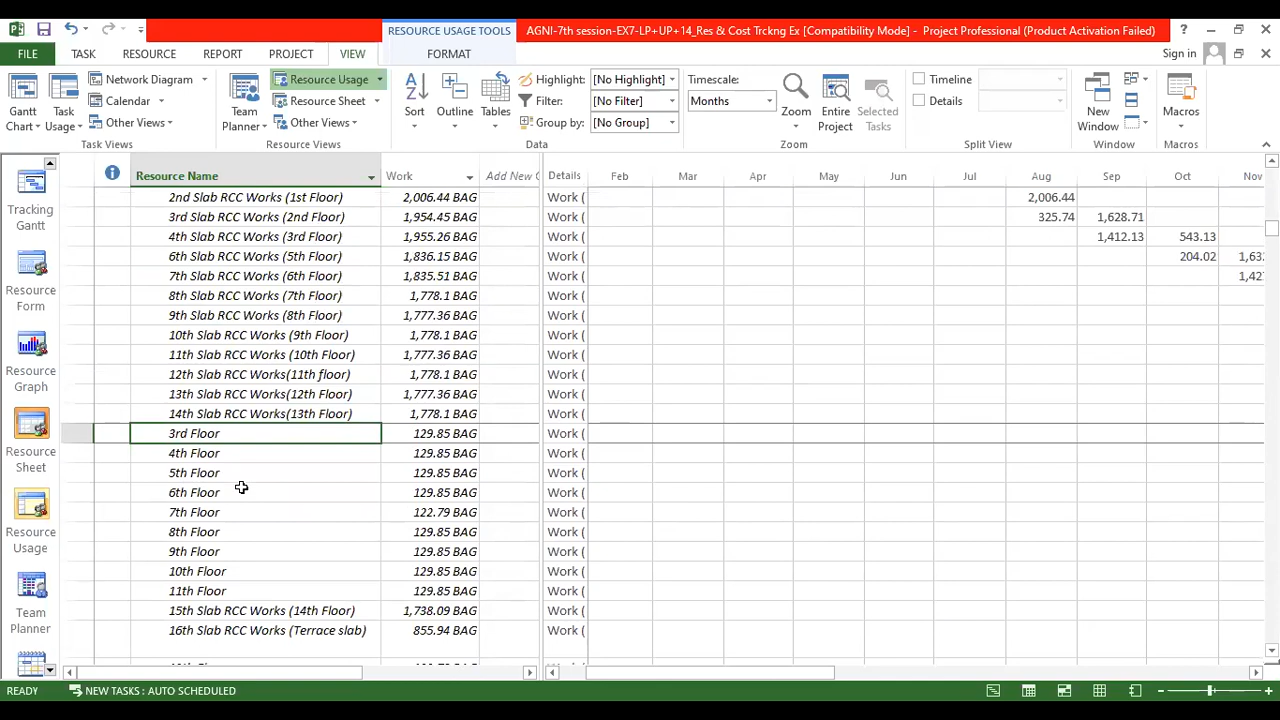 RESOURCE USAGE TOOLS
AGNI-7th session-EX7-LP+UP+14_Res & Cost Trckng Ex [Compatibility Mode] - Project Professional (Product Activation Failed)
FILE TASK RESOURCE REPORT PROJECT VIEW FORMAT Sign in
Gantt Chart
Task Usage
Network Diagram
Calendar
Other Views
Task Views
Team Planner
Resource Usage
Resource Sheet
Other Views
Resource Views
Sort
Outline
Tables
Highlight: [No Highlight]
Filter: [No Filter]
Group by: [No Group]
Data
Timescale:
Months
Zoom
Entire Project
Selected Tasks
Zoom
Timeline
Details
Split View
New Window
Window
Macros
Macros
Tracking Gantt
Resource Form
Resource Graph
Resource Sheet
Resource Usage
Team Planner
Resource Name Work Add New Details Feb Mar Apr May Jun Jul Aug Sep Oct Nov
2nd Slab RCC Works (1st Floor) 2,006.44 BAG Work ( 2,006.44
3rd Slab RCC Works (2nd Floor) 1,954.45 BAG Work ( 325.74 1,628.71
4th Slab RCC Works (3rd Floor) 1,955.26 BAG Work ( 1,412.13 543.13
6th Slab RCC Works (5th Floor) 1,836.15 BAG Work ( 204.02 1,632
7th Slab RCC Works (6th Floor) 1,835.51 BAG Work ( 1,42
8th Slab RCC Works (7th Floor) 1,778.1 BAG Work (
9th Slab RCC Works (8th Floor) 1,777.36 BAG Work (
10th Slab RCC Works (9th Floor) 1,778.1 BAG Work (
11th Slab RCC Works (10th Floor) 1,777.36 BAG Work (
12th Slab RCC Works(11th floor) 1,778.1 BAG Work (
13th Slab RCC Works(12th Floor) 1,777.36 BAG Work (
14th Slab RCC Works(13th Floor) 1,778.1 BAG Work (
3rd Floor 129.85 BAG Work (
4th Floor 129.85 BAG Work (
5th Floor 129.85 BAG Work (
6th Floor 129.85 BAG Work (
7th Floor 122.79 BAG Work (
8th Floor 129.85 BAG Work (
9th Floor 129.85 BAG Work (
10th Floor 129.85 BAG Work (
11th Floor 129.85 BAG Work (
15th Slab RCC Works (14th Floor) 1,738.09 BAG Work (
16th Slab RCC Works (Terrace slab) 855.94 BAG Work (
READY NEW TASKS : AUTO SCHEDULED